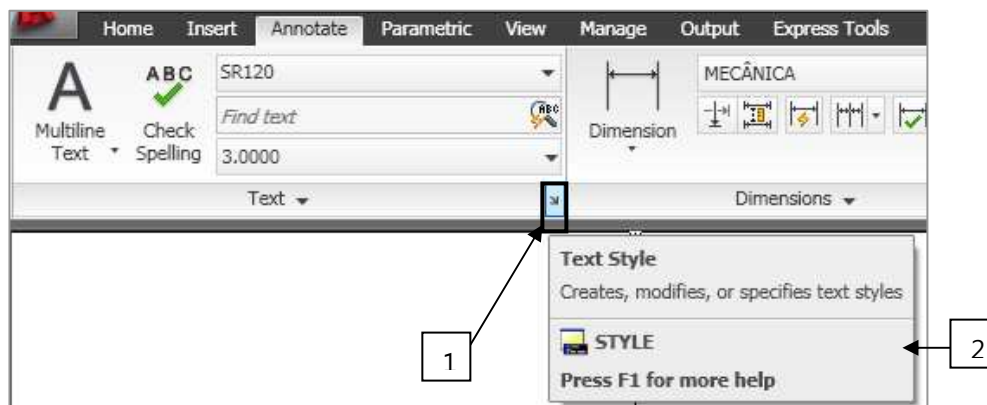 Home Insert Annotate Parametric View Manage Output Express Tools
A
Multiline
Text
ABC
Check
Spelling
SR120
Find text
ABC
3.0000
Text
Dimension
MECÂNICA
Dimensions
Text Style
Creates, modifies, or specifies text styles
STYLE
Press F1 for more help
1
2